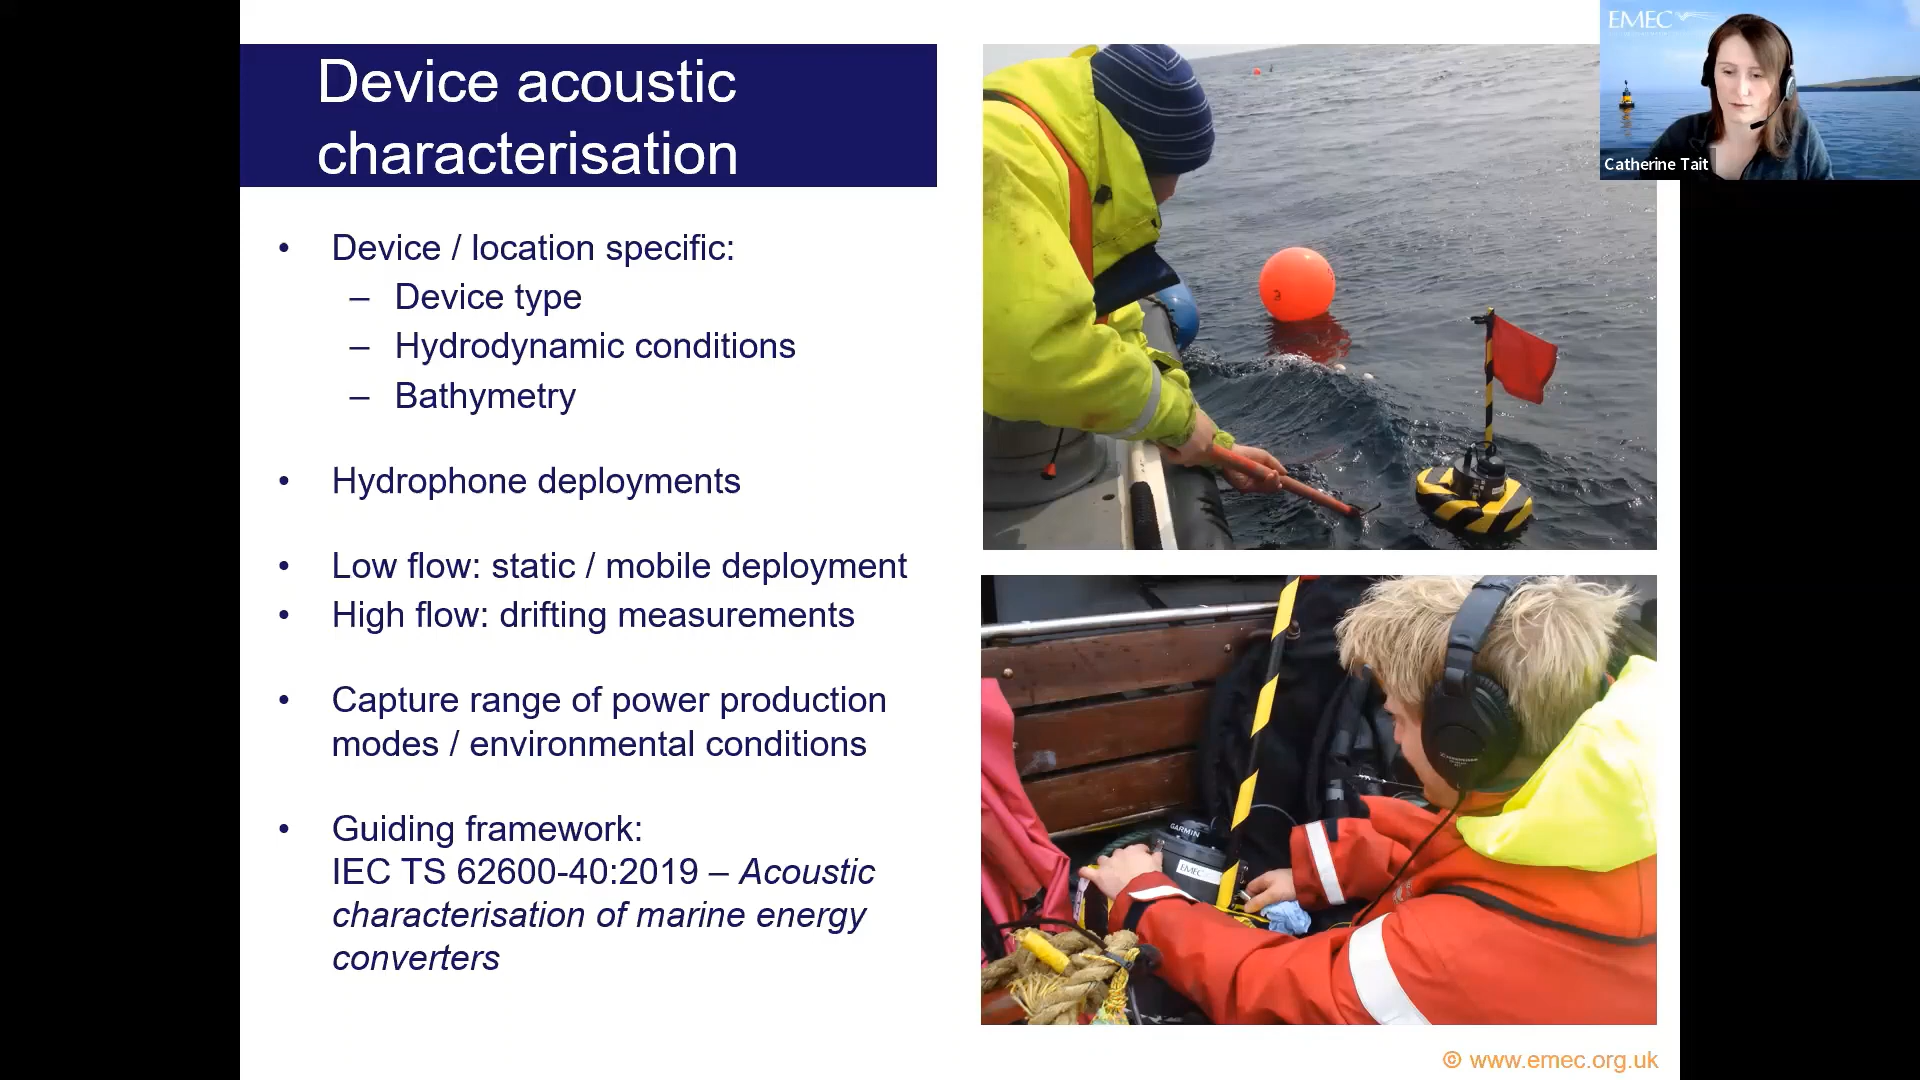 Device acoustic
characterisation
• Device / location specific:
– Device type
– Hydrodynamic conditions
– Bathymetry
• Hydrophone deployments
• Low flow: static / mobile deployment
• High flow: drifting measurements
• Capture range of power production
modes / environmental conditions
• Guiding framework:
IEC TS 62600-40:2019 – Acoustic
characterisation of marine energy
converters
EMEC
Catherine Tait
GARMIN
EMEC
© www.emec.org.uk